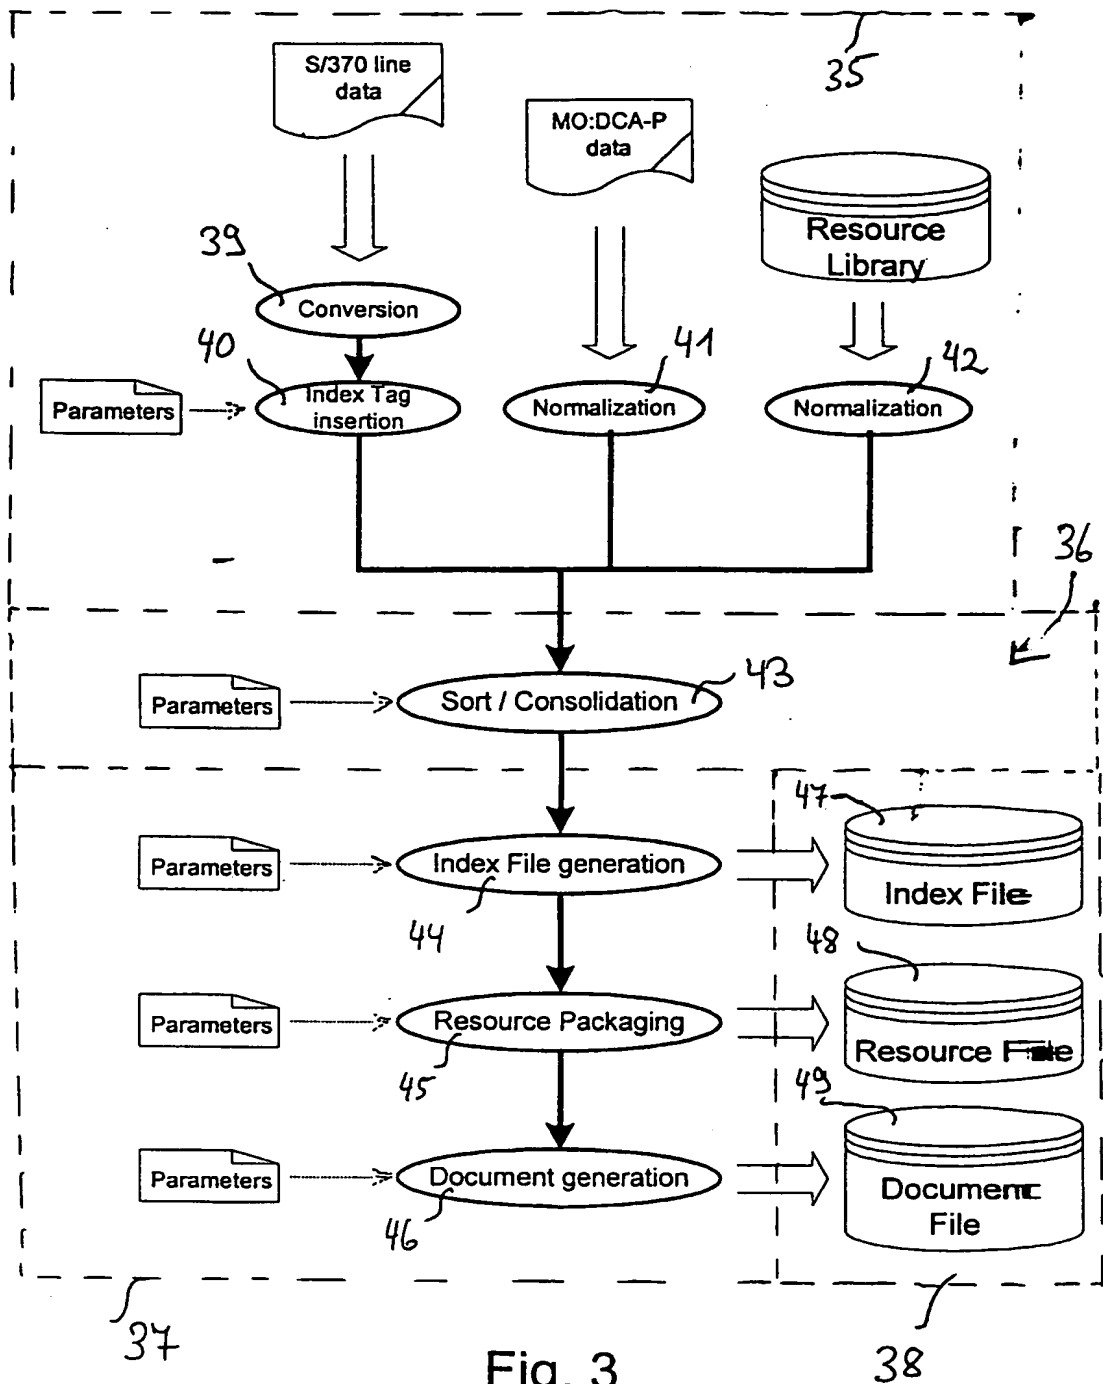 35
S/370 line
data
MO:DCA-P
data
Resource
Library
39
Conversion
40
41
42
Parameters
Index Tag
insertion
Normalization
Normalization
36
43
Parameters
Sort / Consolidation
47
Parameters
Index File generation
Index File
44
48
Parameters
Resource Packaging
Resource File
45
49
Parameters
Document generation
Document
File
46
37
38
Fig. 3